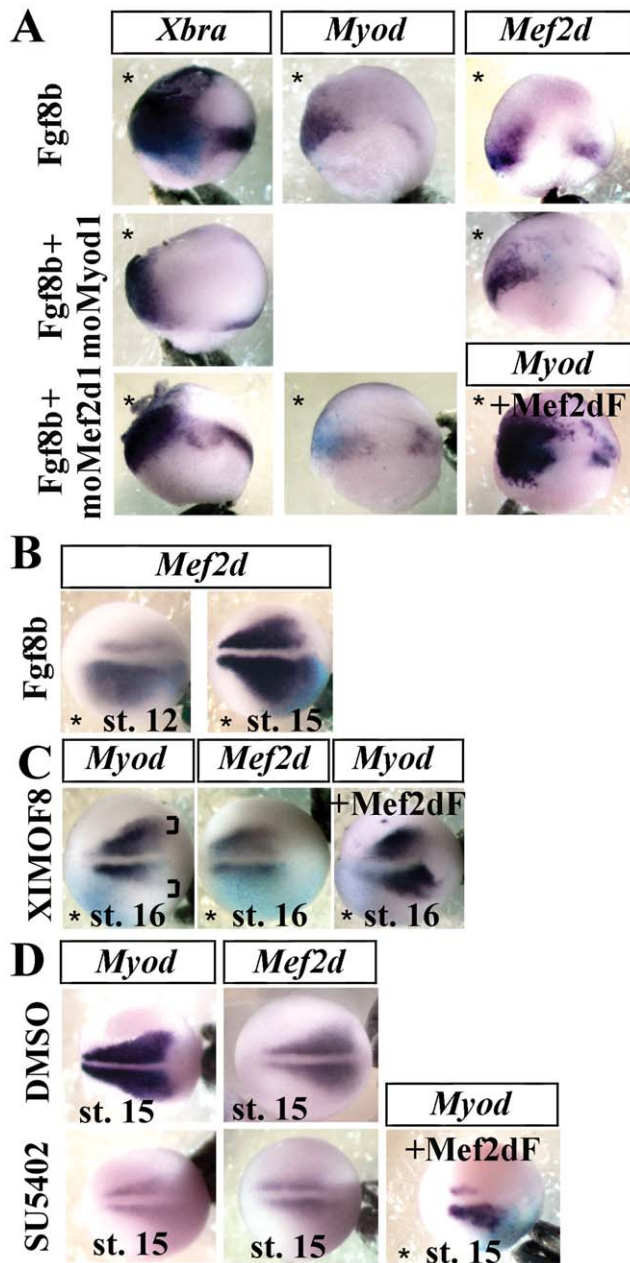 A
Xbra Myod Mef2d
Fgf8b
* * *
Fgf8b+
moMyod1
* *
Fgf8b+
moMef2d1
Myod
+Mef2dF
* * *
B
Mef2d
Fgf8b
* st. 12 * st. 15
C
Myod Mef2d Myod
+Mef2dF
XIMOF8
* st. 16 * st. 16 * st. 16
D
Myod Mef2d
DMSO
st. 15 st. 15
Myod
+Mef2dF
SU5402
st. 15 st. 15 * st. 15